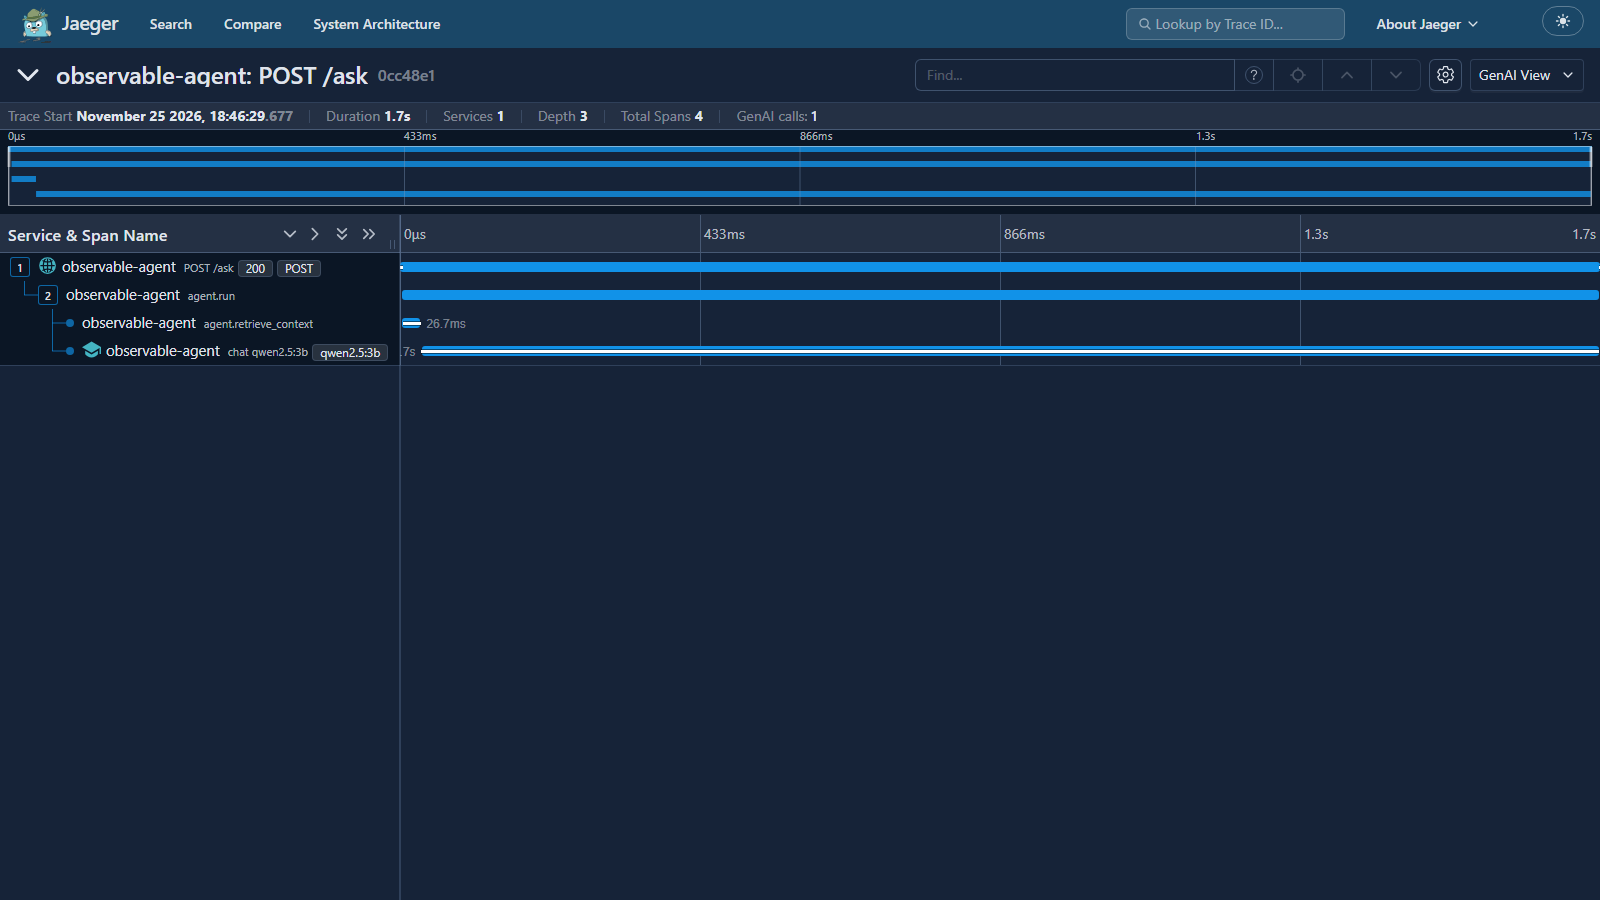 Jaeger Search Compare System Architecture Lookup by Trace ID... About Jaeger
observable-agent: POST /ask 0cc48e1 Find... ? GenAI View
Trace Start November 25 2026, 18:46:29.677 Duration 1.7s Services 1 Depth 3 Total Spans 4 GenAI calls: 1
0μs 433ms 866ms 1.3s 1.7s
Service & Span Name 0μs 433ms 866ms 1.3s 1.7s
1 observable-agent POST /ask 200 POST
2 observable-agent agent.run
observable-agent agent.retrieve_context 26.7ms
observable-agent chat qwen2.5:3b qwen2.5:3b .7s